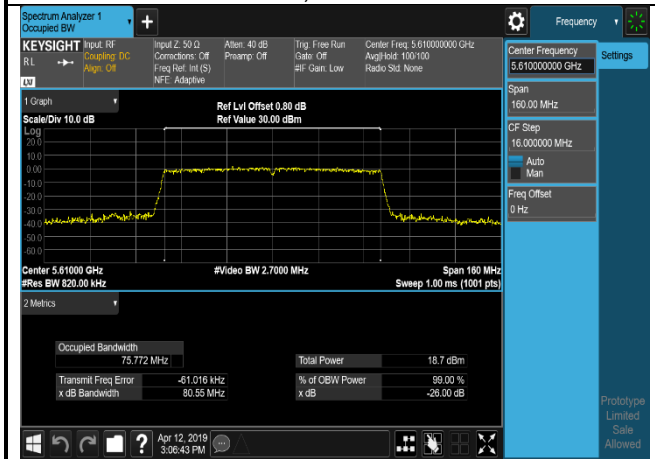 Spectrum Analyzer 1
Occupied BW
Frequency
KEYSIGHT
RL
LXI
Input: RF
Coupling: DC
Align: Off
Input Z: 50 Ω
Corrections: Off
Freq Ref: Int (S)
NFE: Adaptive
Atten: 40 dB
Preamp: Off
Trig: Free Run
Gate: Off
#IF Gain: Low
Center Freq: 5.610000000 GHz
Avg|Hold: 100/100
Radio Std: None
Center Frequency
5.610000000 GHz
Settings
Span
160.00 MHz
CF Step
16.000000 MHz
Auto
Man
Freq Offset
0 Hz
1 Graph
Scale/Div 10.0 dB
Ref Lvl Offset 0.80 dB
Ref Value 30.00 dBm
Log
20.0
10.0
0.00
-10.0
-20.0
-30.0
-40.0
-50.0
-60.0
Center 5.61000 GHz
#Video BW 2.7000 MHz
Span 160 MHz
#Res BW 820.00 kHz
Sweep 1.00 ms (1001 pts)
2 Metrics
Occupied Bandwidth
75.772 MHz
Total Power
18.7 dBm
Transmit Freq Error
-61.016 kHz
% of OBW Power
99.00 %
x dB Bandwidth
80.55 MHz
x dB
-26.00 dB
Prototype
Limited
Sale
Allowed
?
Apr 12, 2019
3:06:43 PM